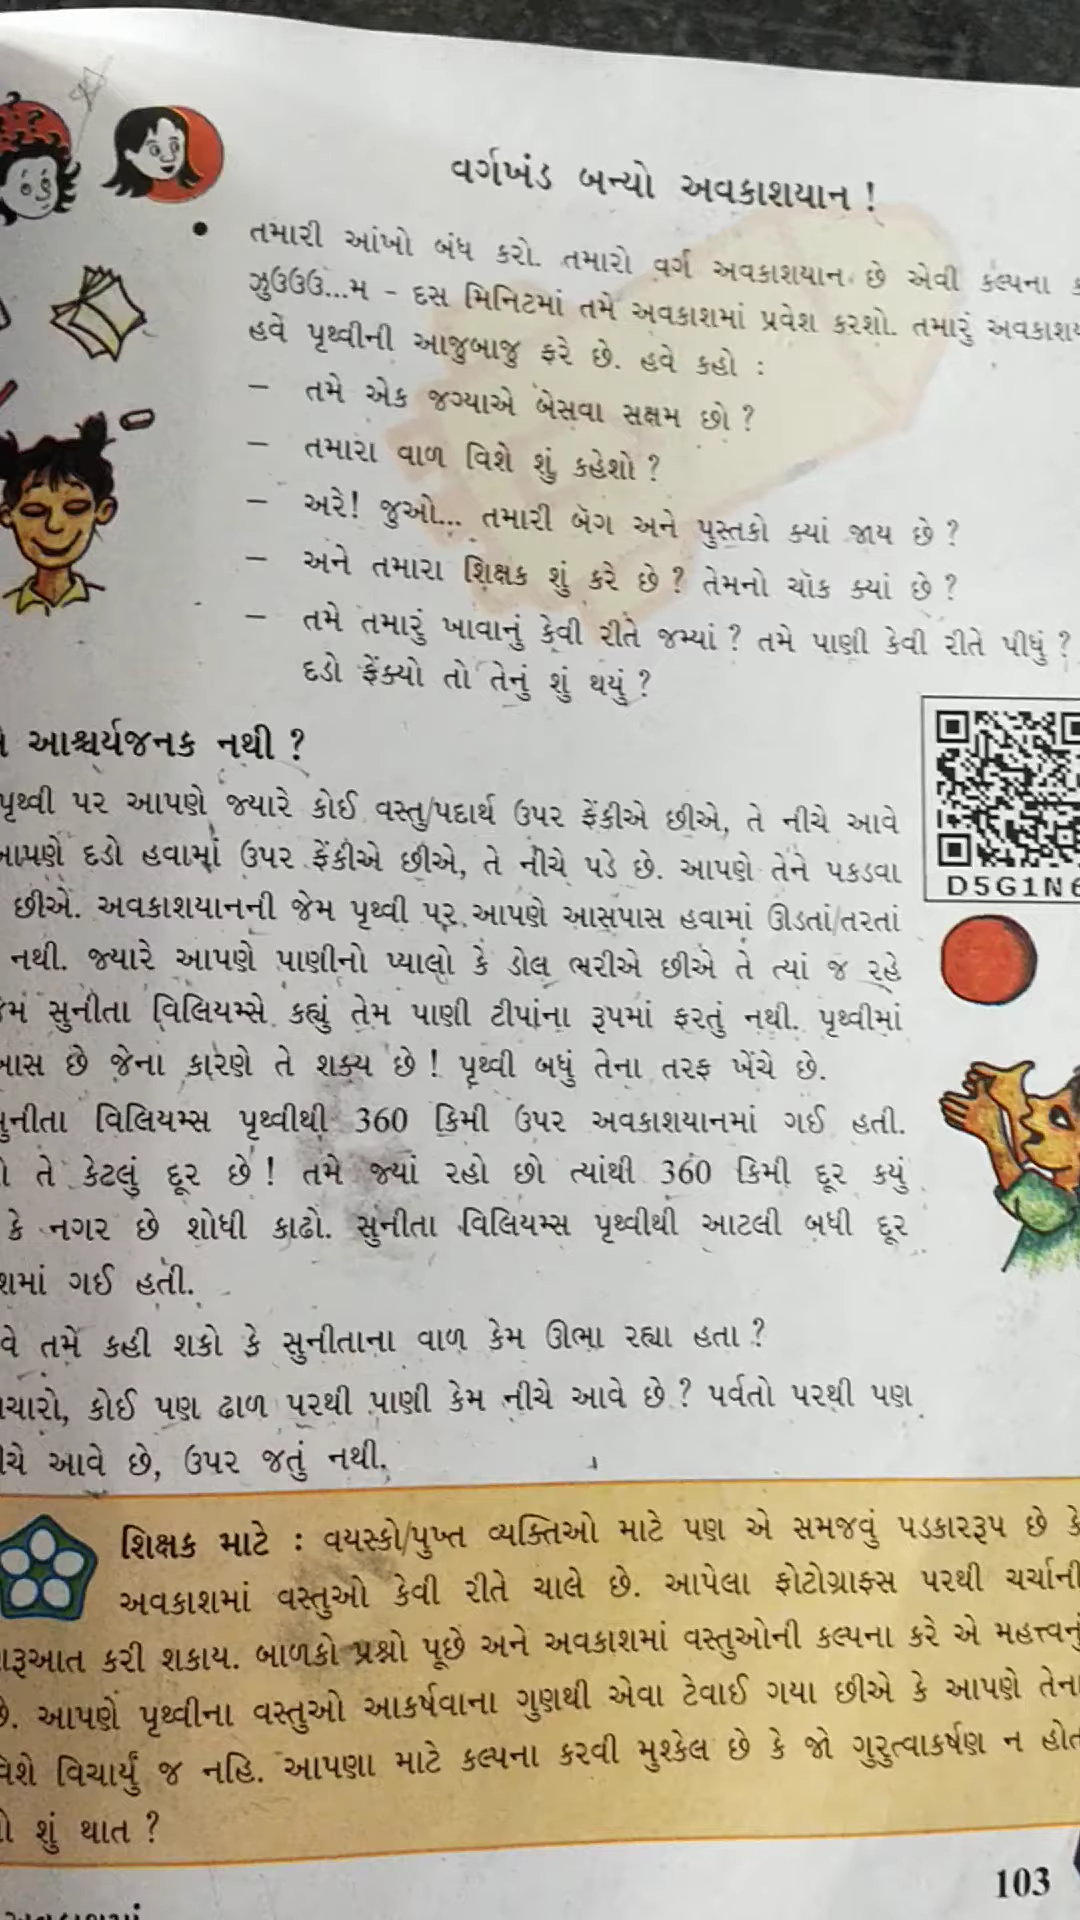 વર્ગખંડ બન્યો અવકાશયાન !
• તમારી આંખો બંધ કરો. તમારો વર્ગ અવકાશયાન છે એવી કલ્પના
ઝુઉઉઉ...મ – દસ મિનિટમાં તમે અવકાશમાં પ્રવેશ કરશો. તમારું
હવે પૃથ્વીની આજુબાજુ ફરે છે. હવે કહો :
– તમે એક જગ્યાએ બેસવા સક્ષમ છો ?
– તમારા વાળ વિશે શું કહેશો ?
– અરે! જુઓ... તમારી બૅગ અને પુસ્તકો ક્યાં જાય છે ?
– અને તમારા શિક્ષક શું કરે છે ? તેમનો ચૉક ક્યાં છે ?
– તમે તમારું ખાવાનું કેવી રીતે જમ્યાં ? તમે પાણી કેવી રીતે પીધું ?
દડો ફેંક્યો તો તેનું શું થયું ?
આશ્ચર્યજનક નથી ?
પૃથ્વી પર આપણે જ્યારે કોઈ વસ્તુ/પદાર્થ ઉપર ફેંકીએ છીએ, તે નીચે આવે
દડો હવામાં ઉપર ફેંકીએ છીએ, તે નીચે પડે છે. આપણે તેને પકડવા
છીએ. અવકાશયાનની જેમ પૃથ્વી પર આપણે આસપાસ હવામાં ઊડતાં/તરતાં
નથી. જ્યારે આપણે પાણીનો પ્યાલો કે ડોલ ભરીએ છીએ તે ત્યાં જ રહે
સુનીતા વિલિયમ્સે કહ્યું તેમ પાણી ટીપાંના રૂપમાં ફરતું નથી. પૃથ્વીમાં
છે જેના કારણે તે શક્ય છે ! પૃથ્વી બધું તેના તરફ ખેંચે છે.
વિલિયમ્સ પૃથ્વીથી 360 કિમી ઉપર અવકાશયાનમાં ગઈ હતી.
તે કેટલું દૂર છે ! તમે જ્યાં રહો છો ત્યાંથી 360 કિમી દૂર કયું
કે નગર છે શોધી કાઢો. સુનીતા વિલિયમ્સ પૃથ્વીથી આટલી બધી દૂર
ગઈ હતી.
તમે કહી શકો કે સુનીતાના વાળ કેમ ઊભા રહ્યા હતા ?
કોઈ પણ ઢાળ પરથી પાણી કેમ નીચે આવે છે ? પર્વતો પરથી પણ
આવે છે, ઉપર જતું નથી.
D5G1N6
શિક્ષક માટે : વયસ્કો/પુખ્ત વ્યક્તિઓ માટે પણ એ સમજવું પડકારરૂપ છે કે
અવકાશમાં વસ્તુઓ કેવી રીતે ચાલે છે. આપેલા ફોટોગ્રાફ્સ પરથી ચર્ચાની
કરી શકાય. બાળકો પ્રશ્નો પૂછે અને અવકાશમાં વસ્તુઓની કલ્પના કરે એ મહત્ત્વનું
છે. આપણે પૃથ્વીના વસ્તુઓ આકર્ષવાના ગુણથી એવા ટેવાઈ ગયા છીએ કે આપણે તેના
વિશે વિચાર્યું જ નહિ. આપણા માટે કલ્પના કરવી મુશ્કેલ છે કે જો ગુરુત્વાકર્ષણ ન હોત
શું થાત ?
103